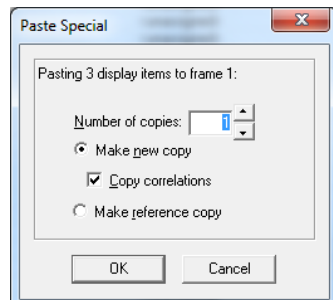 Paste Special
Pasting 3 display items to frame 1:
Number of copies: 1
Make new copy
Copy correlations
Make reference copy
OK Cancel